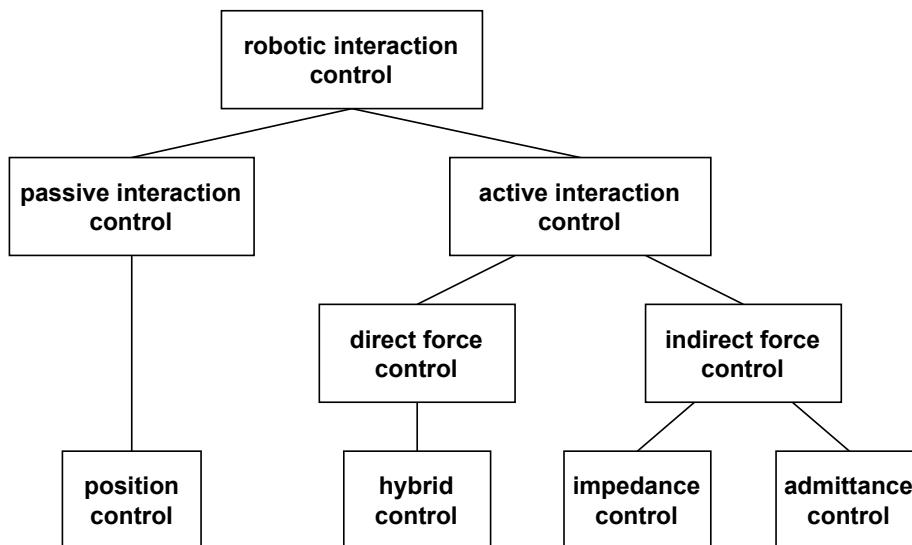 robotic interaction
control
passive interaction
control
active interaction
control
direct force
control
indirect force
control
position
control
hybrid
control
impedance
control
admittance
control